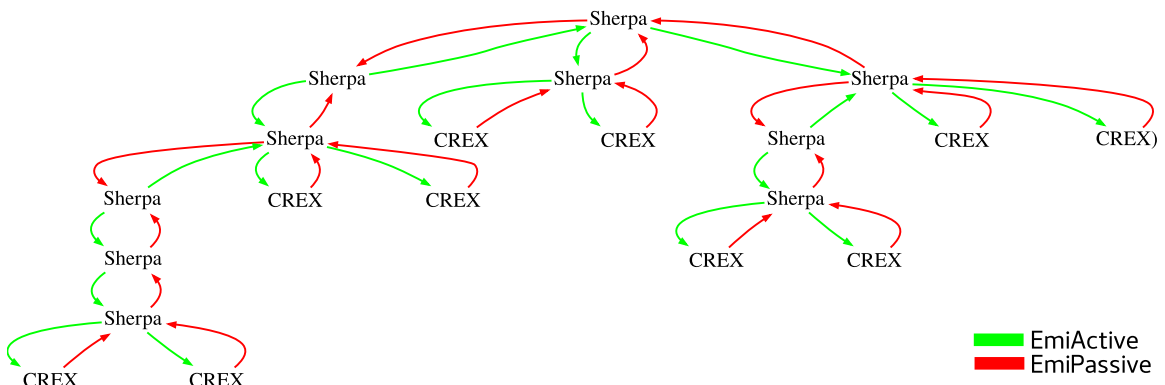 Sherpa
Sherpa Sherpa Sherpa
Sherpa CREX CREX Sherpa CREX CREX)
Sherpa CREX CREX Sherpa
Sherpa CREX CREX
Sherpa
EmiActive
EmiPassive
CREX CREX